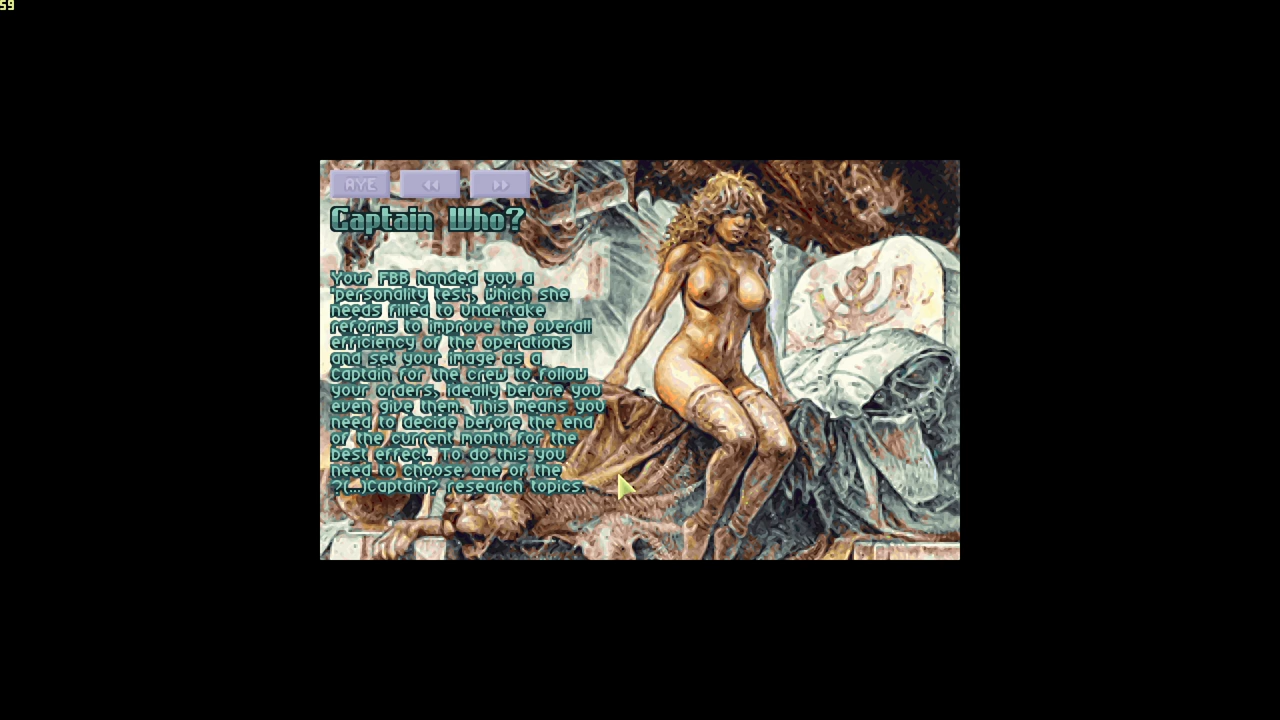 59
AYE
Captain Who?
Your FBB handed you a
'personality test', which she
needs filled to undertake
reforms to improve the overall
efficiency of the operations
and set your image as a
Captain for the crew to follow
your orders, ideally before you
even give them. This means you
need to decide before the end
of the current month for the
best effect. To do this you
need to choose one of the
?(...)Captain? research topics.